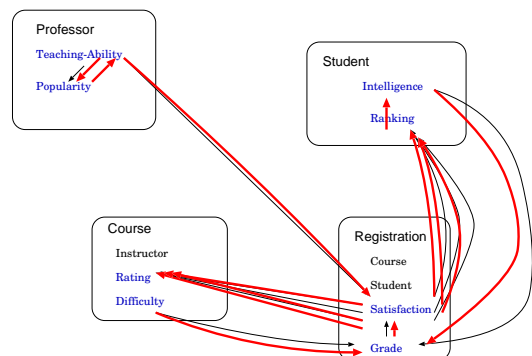 Professor
Teaching-Ability
Popularity
Student
Intelligence
Ranking
Course
Instructor
Rating
Difficulty
Registration
Course
Student
Satisfaction
Grade